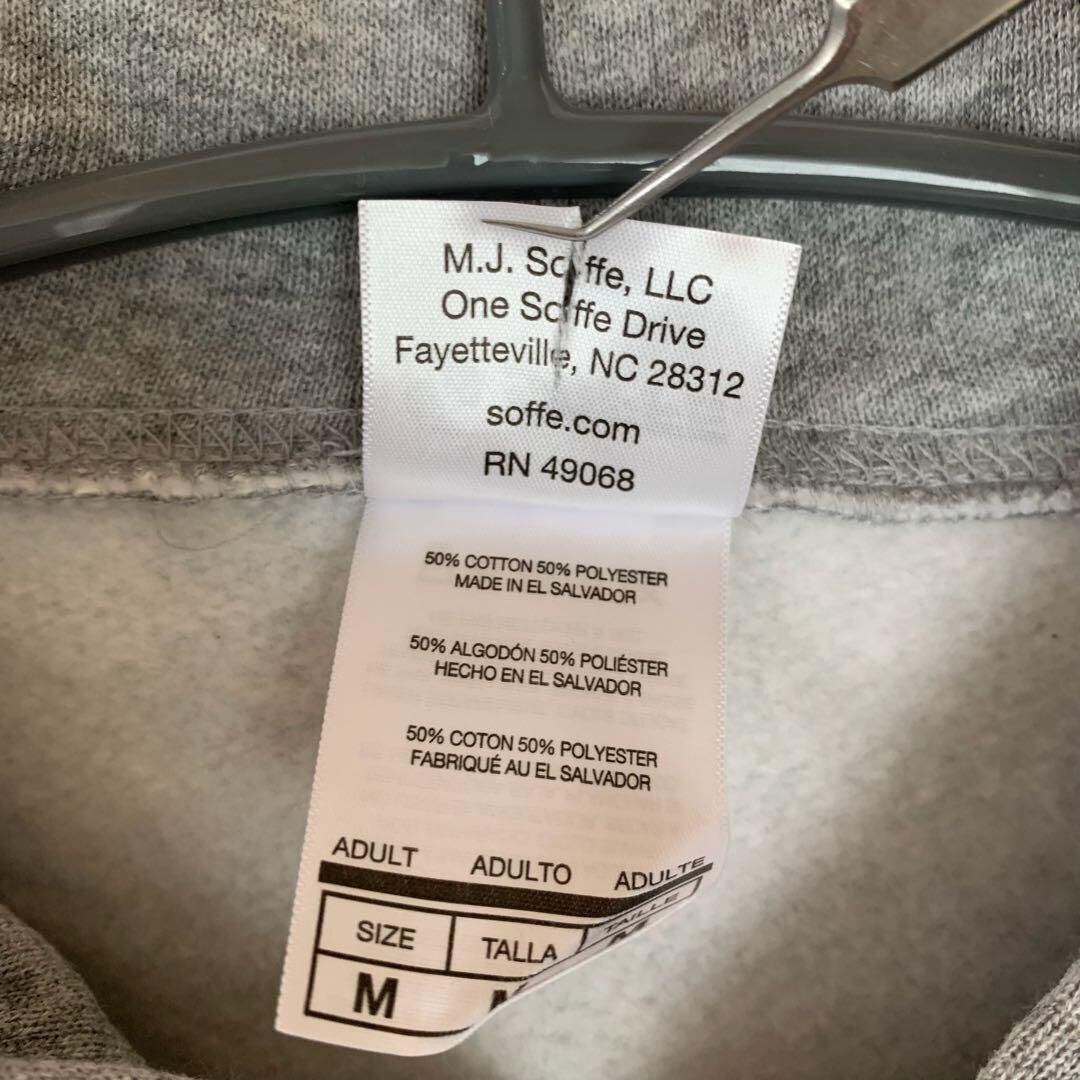 M.J. Soffe, LLC
One Soffe Drive
Fayetteville, NC 28312
soffe.com
RN 49068
50% COTTON 50% POLYESTER
MADE IN EL SALVADOR
50% ALGODÓN 50% POLIÉSTER
HECHO EN EL SALVADOR
50% COTON 50% POLYESTER
FABRIQUÉ AU EL SALVADOR
ADULT ADULTO ADULTE
SIZE TALLA TAILLE
M M M